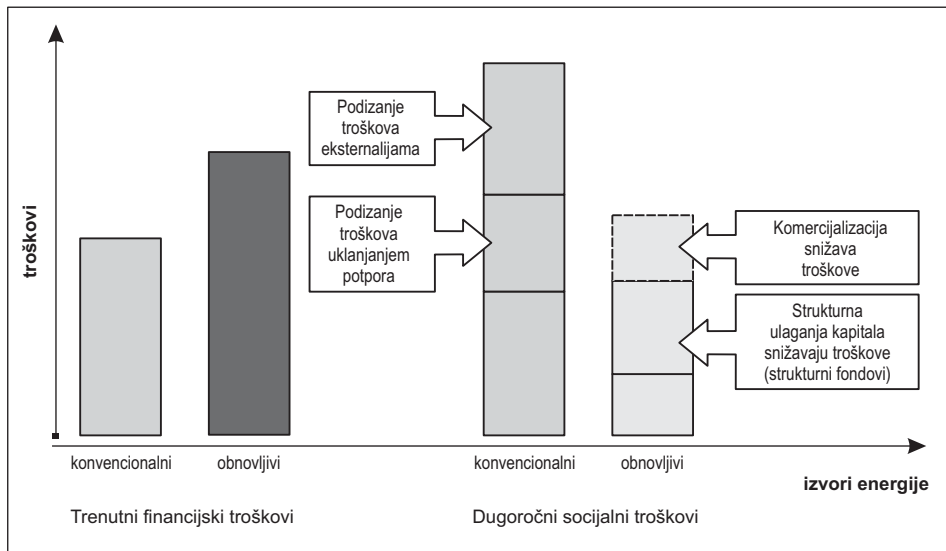 troškovi
Podizanje
troškova
eksternalijama
Podizanje
troškova
uklanjanjem
potpora
Komercijalizacija
snižava
troškove
Strukturna
ulaganja kapitala
snižavaju troškove
(strukturni fondovi)
konvencionalni
obnovljivi
konvencionalni
obnovljivi
izvori energije
Trenutni financijski troškovi
Dugoročni socijalni troškovi